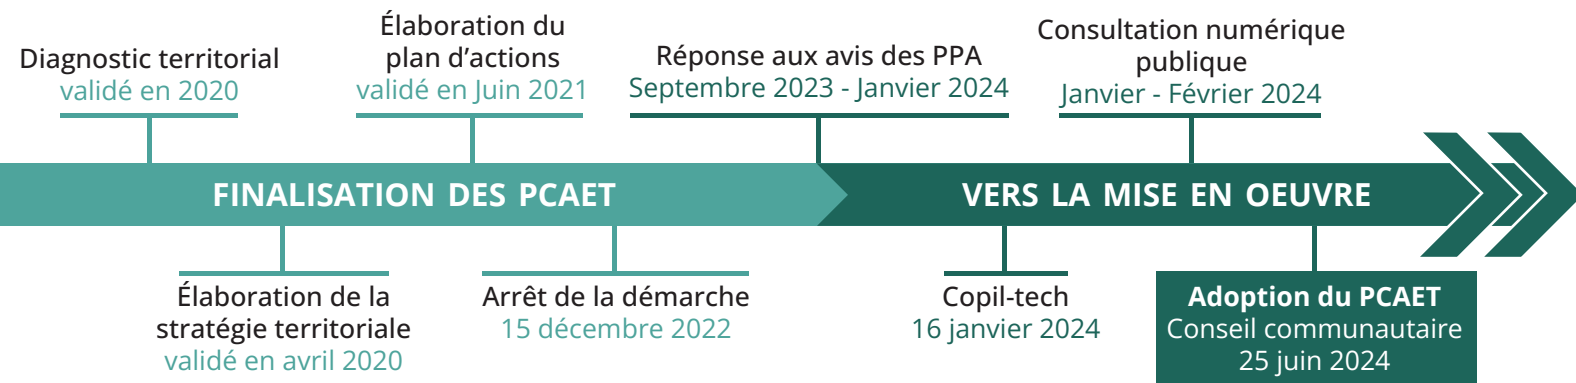 Diagnostic territorial
validé en 2020
Élaboration du
plan d’actions
validé en Juin 2021
Réponse aux avis des PPA
Septembre 2023 - Janvier 2024
Consultation numérique
publique
Janvier - Février 2024
FINALISATION DES PCAET
VERS LA MISE EN OEUVRE
Élaboration de la
stratégie territoriale
validé en avril 2020
Arrêt de la démarche
15 décembre 2022
Copil-tech
16 janvier 2024
Adoption du PCAET
Conseil communautaire
25 juin 2024